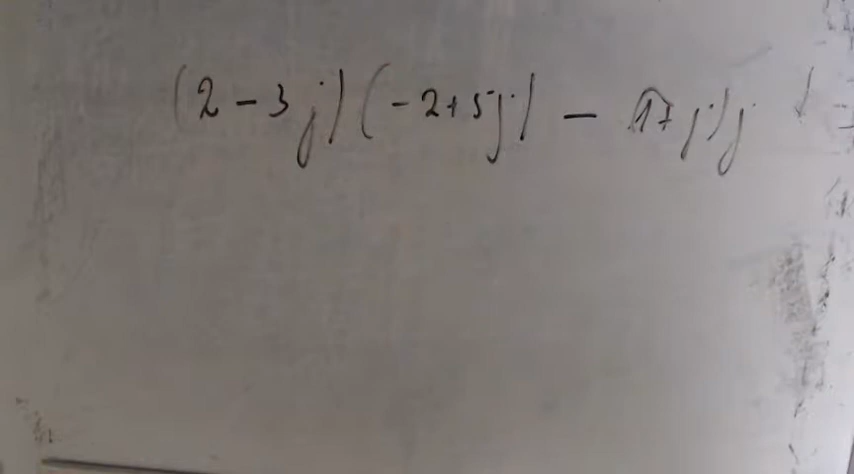 (2 - 3j) (-2 + 5j) - (17j)j